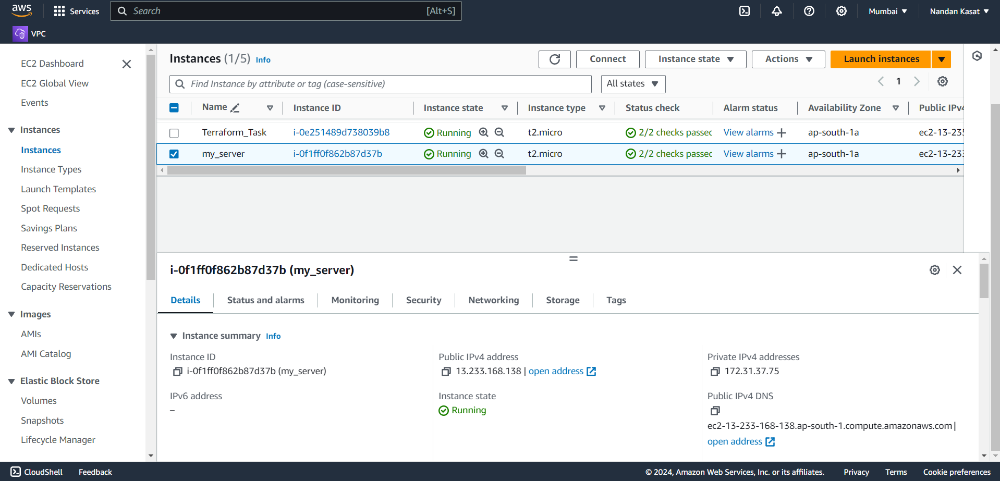 aws
Services
Search
[Alt+S]
Mumbai
Nandan Kasat
VPC
EC2 Dashboard
EC2 Global View
Events
Instances
Instances
Instance Types
Launch Templates
Spot Requests
Savings Plans
Reserved Instances
Dedicated Hosts
Capacity Reservations
Images
AMIs
AMI Catalog
Elastic Block Store
Volumes
Snapshots
Lifecycle Manager
Instances (1/5) Info
Connect
Instance state
Actions
Launch instances
Find Instance by attribute or tag (case-sensitive)
All states
1
Name Instance ID Instance state Instance type Status check Alarm status Availability Zone Public IPv4
Terraform_Task i-0e251489d738039b8 Running t2.micro 2/2 checks passec View alarms + ap-south-1a ec2-13-235
my_server i-0f1ff0f862b87d37b Running t2.micro 2/2 checks passec View alarms + ap-south-1a ec2-13-233
i-0f1ff0f862b87d37b (my_server)
Details Status and alarms Monitoring Security Networking Storage Tags
Instance summary Info
Instance ID
i-0f1ff0f862b87d37b (my_server)
Public IPv4 address
13.233.168.138 | open address
Private IPv4 addresses
172.31.37.75
IPv6 address
–
Instance state
Running
Public IPv4 DNS
ec2-13-233-168-138.ap-south-1.compute.amazonaws.com |
open address
CloudShell
Feedback
© 2024, Amazon Web Services, Inc. or its affiliates.
Privacy
Terms
Cookie preferences